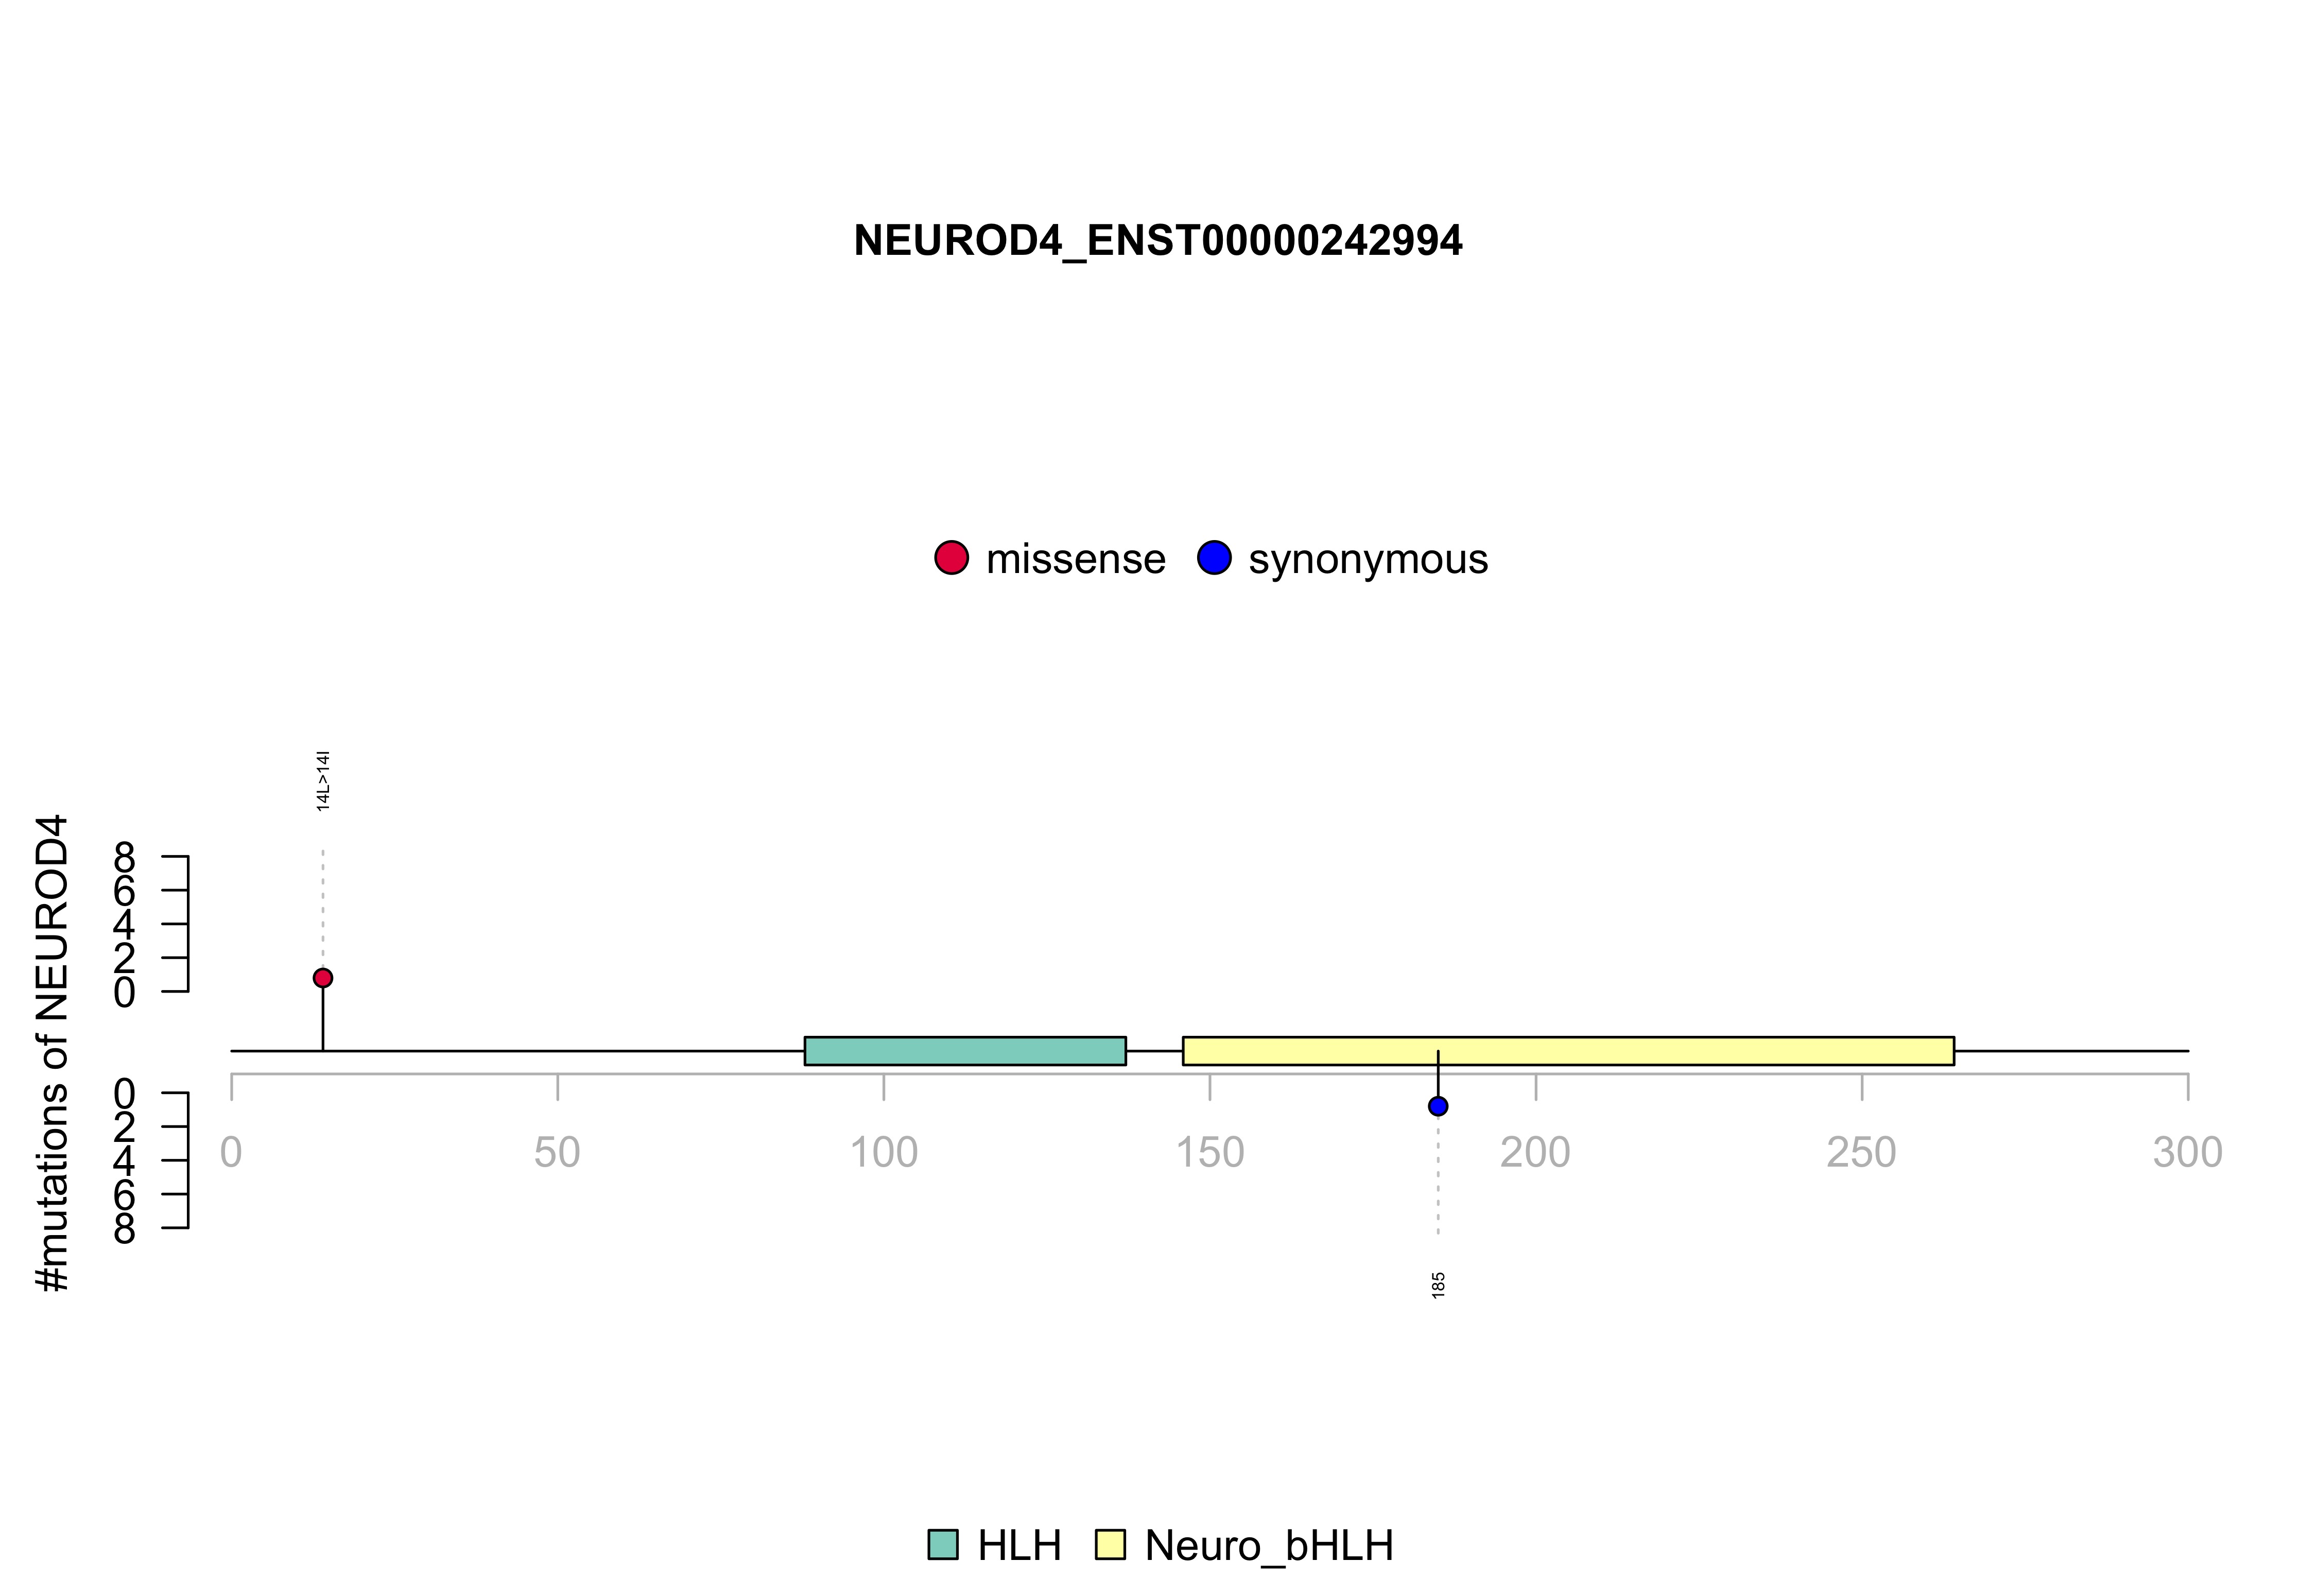 NEUROD4_ENST00000242994
missense synonymous
14L>14I
#mutations of NEUROD4
8
6
4
2
0
0
2
4
6
8
0 50 100 150 200 250 300
185
HLH Neuro_bHLH